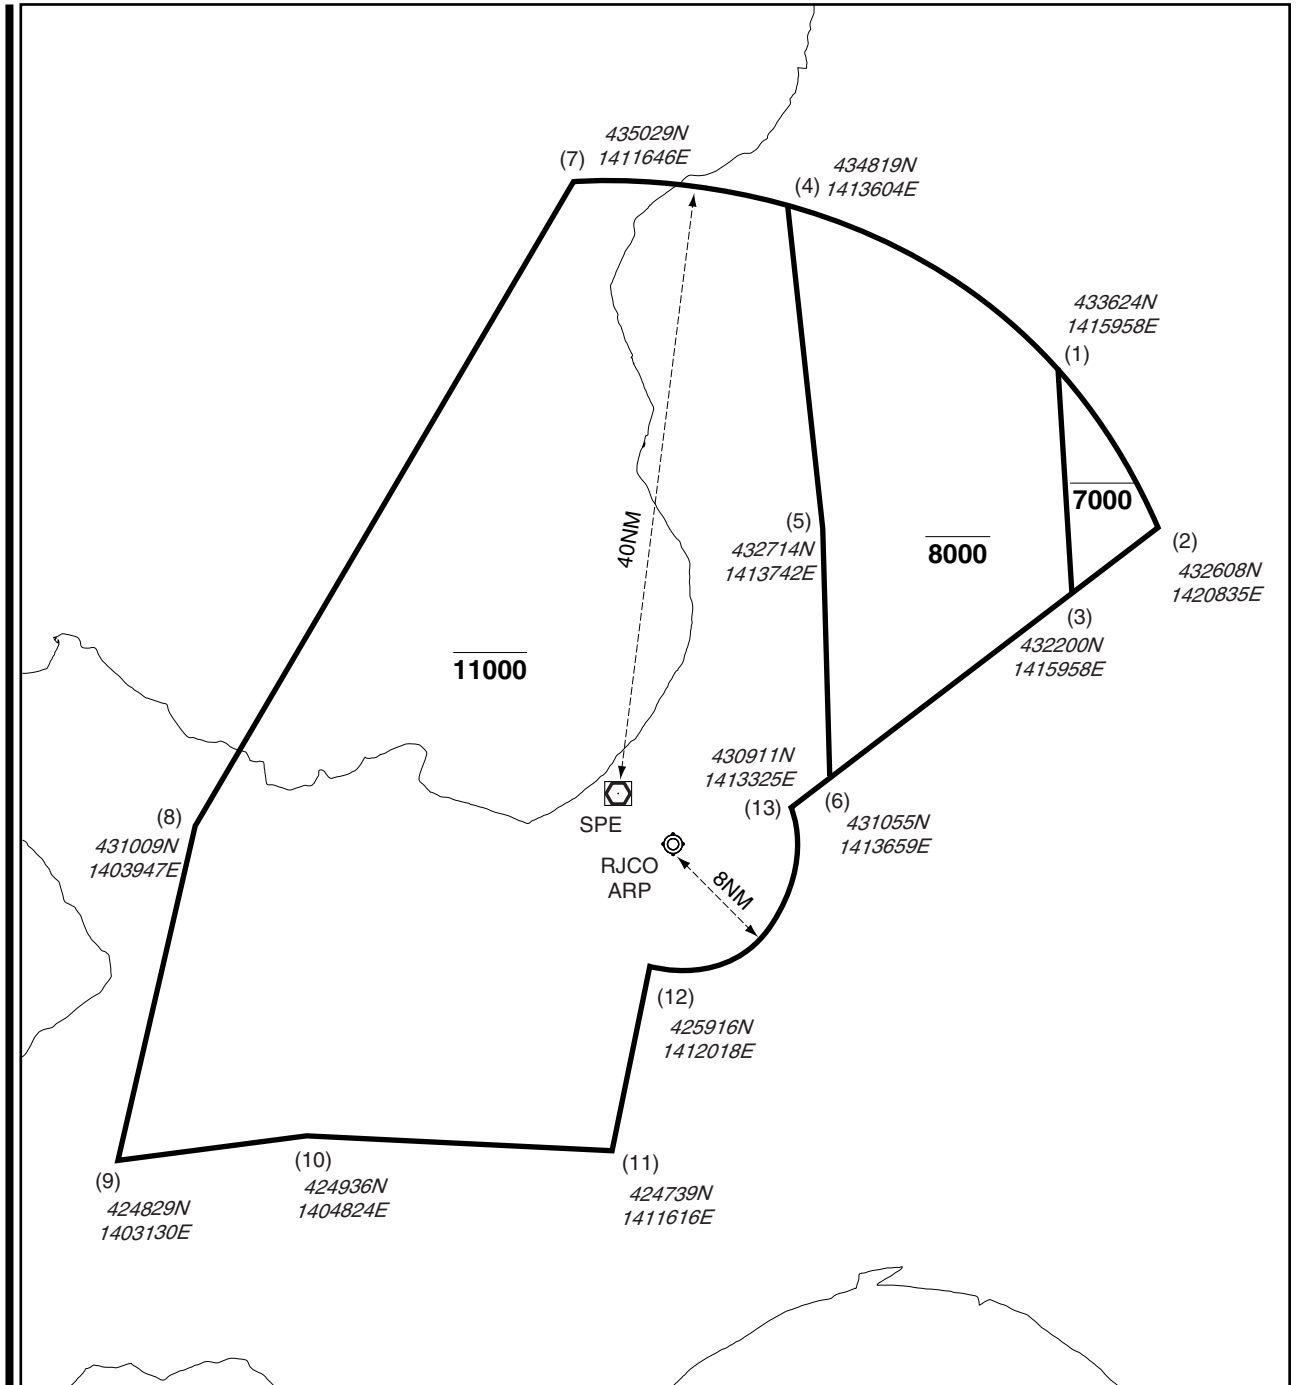 435029N
(7) 1411646E
434819N
(4) 1413604E
433624N
1415958E
(1)
7000
(5)
432714N
1413742E
8000
(2)
432608N
1420835E
40NM
(3)
432200N
1415958E
11000
430911N
1413325E
(13)
(6)
431055N
1413659E
(8)
431009N
1403947E
SPE
RJCO
ARP
8NM
(12)
425916N
1412018E
(9)
424829N
1403130E
(10)
424936N
1404824E
(11)
424739N
1411616E